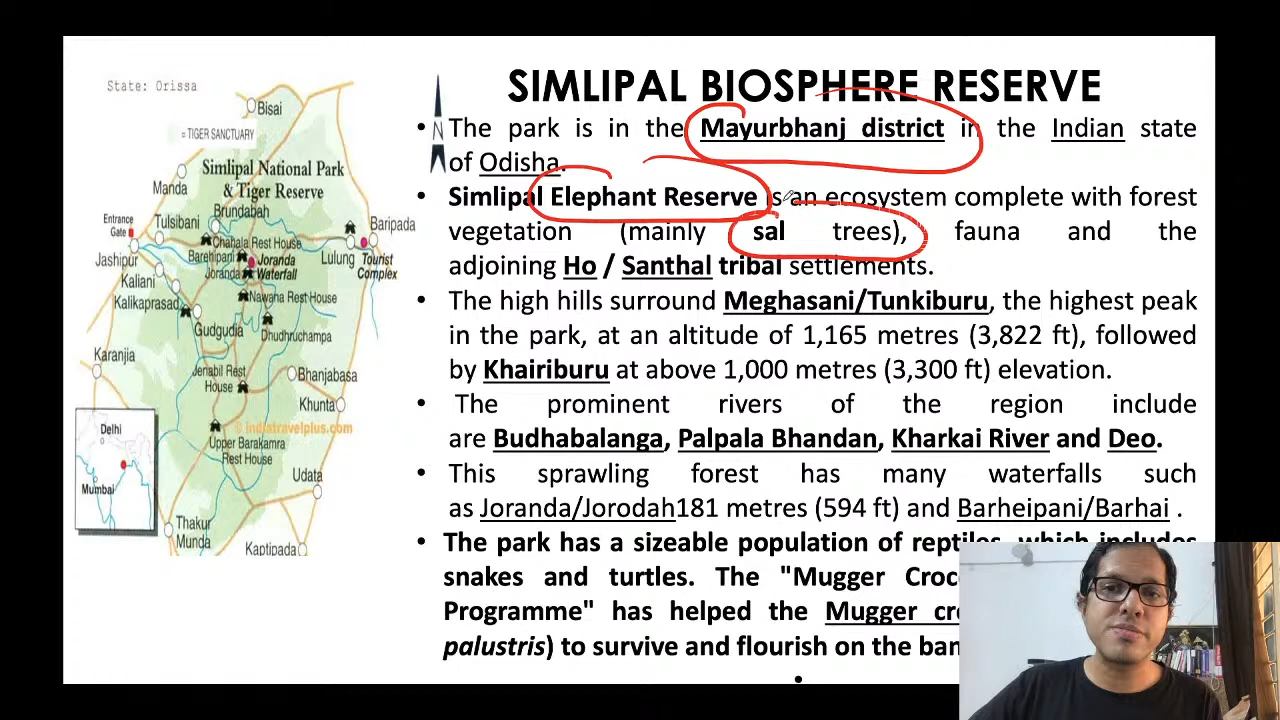 State: Orissa
N
Bisai
= TIGER SANCTUARY
Simlipal National Park
& Tiger Reserve
Manda
Brundabah
Entrance
Gate
Tulsibani
Baripada
Chahala Rest House
Barehipani
Joranda
Lulung
Tourist
Complex
Jashipur
Joranda
Waterfall
Kaliani
Nawaha Rest House
Kalikaprasad
Gudgudia
Dhudhruchampa
Karanjia
Jenabil Rest
House
Bhanjabasa
Khunta
© indiatravelplus.com
Delhi
Upper Barakamra
Rest House
Mumbai
Udata
Thakur
Munda
Kaptipada
SIMLIPAL BIOSPHERE RESERVE
• The park is in the Mayurbhanj district in the Indian state
of Odisha.
• Simlipal Elephant Reserve is an ecosystem complete with forest
vegetation (mainly sal trees), fauna and the
adjoining Ho / Santhal tribal settlements.
• The high hills surround Meghasani/Tunkiburu, the highest peak
in the park, at an altitude of 1,165 metres (3,822 ft), followed
by Khairiburu at above 1,000 metres (3,300 ft) elevation.
• The prominent rivers of the region include
are Budhabalanga, Palpala Bhandan, Kharkai River and Deo.
• This sprawling forest has many waterfalls such
as Joranda/Jorodah181 metres (594 ft) and Barheipani/Barhai .
• The park has a sizeable population of reptiles, which includes
snakes and turtles. The "Mugger
Programme" has helped the Mugger
palustris) to survive and flourish on the
•